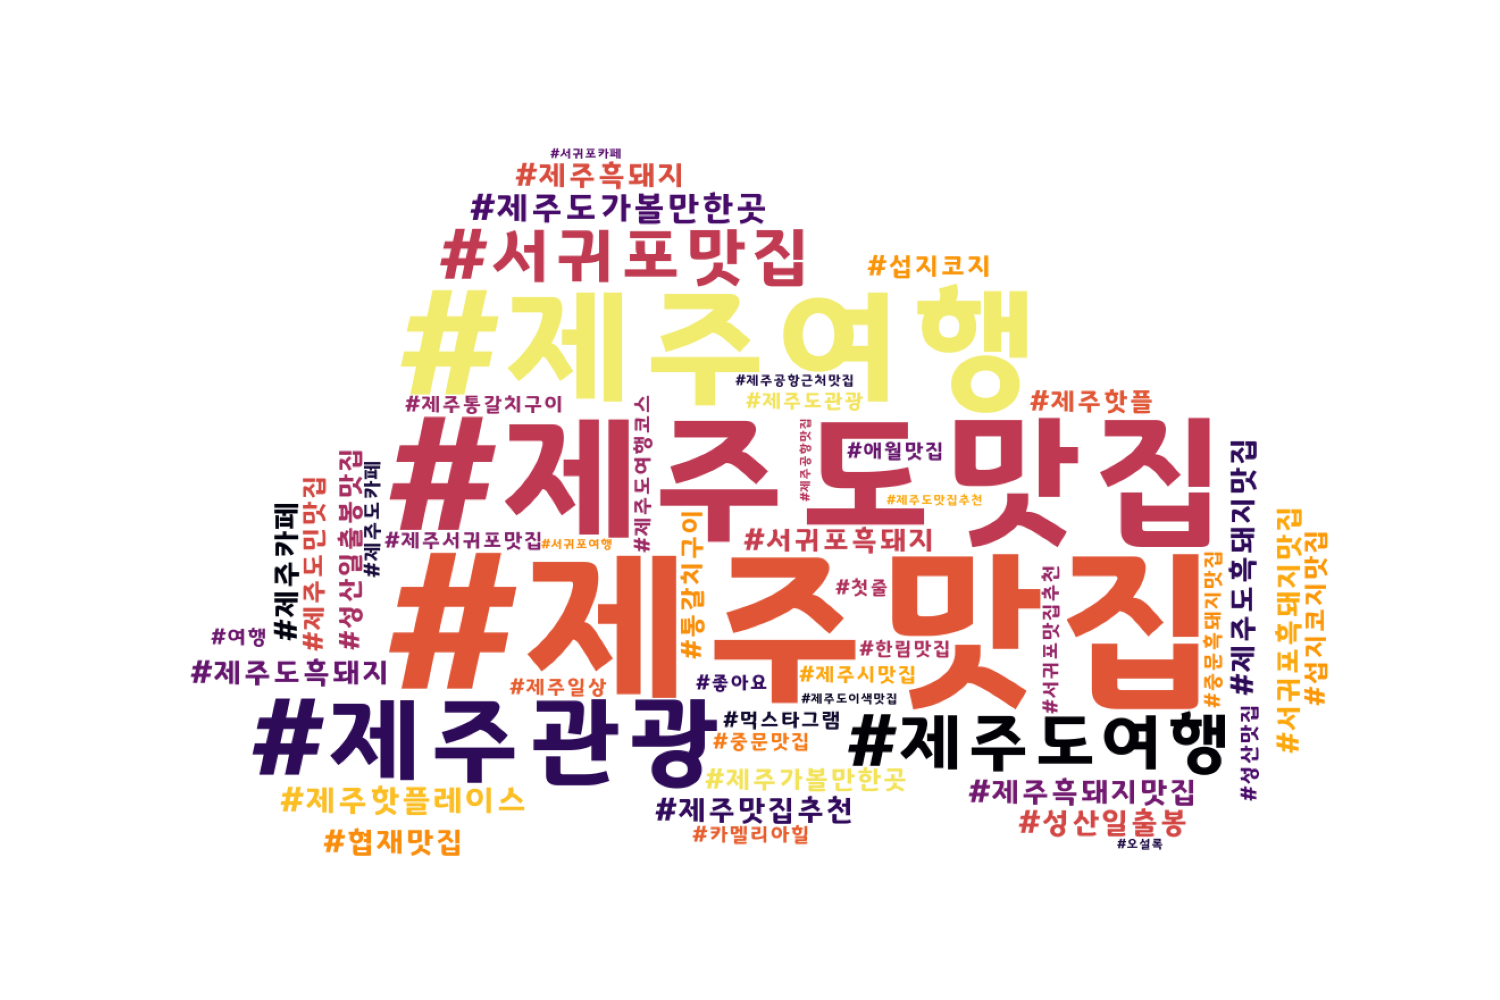 #서귀포카페
#제주흑돼지
#제주도가볼만한곳
#서귀포맛집
#섭지코지
#제주여행
#제주공항근처맛집
#제주통갈치구이
#제주도관광
#제주핫플
#제주도맛집
#제주도여행코스
#제주공항맛집
#애월맛집
#제주도맛집추천
#제주서귀포맛집
#서귀포여행
#서귀포흑돼지
#제주카페
#제주도민맛집
#성산일출봉맛집
#제주도카페
#제주맛집
#통갈치구이
#첫줄
#서귀포맛집추천
#중문흑돼지맛집
#제주도흑돼지맛집
#서귀포흑돼지맛집
#섭지코지맛집
#여행
#한림맛집
#제주도흑돼지
#제주일상
#좋아요
#제주시맛집
#제주도이색맛집
#제주관광
#먹스타그램
#중문맛집
#제주도여행
#성산맛집
#제주가볼만한곳
#제주핫플레이스
#제주맛집추천
#제주흑돼지맛집
#협재맛집
#카멜리아힐
#성산일출봉
#오설록